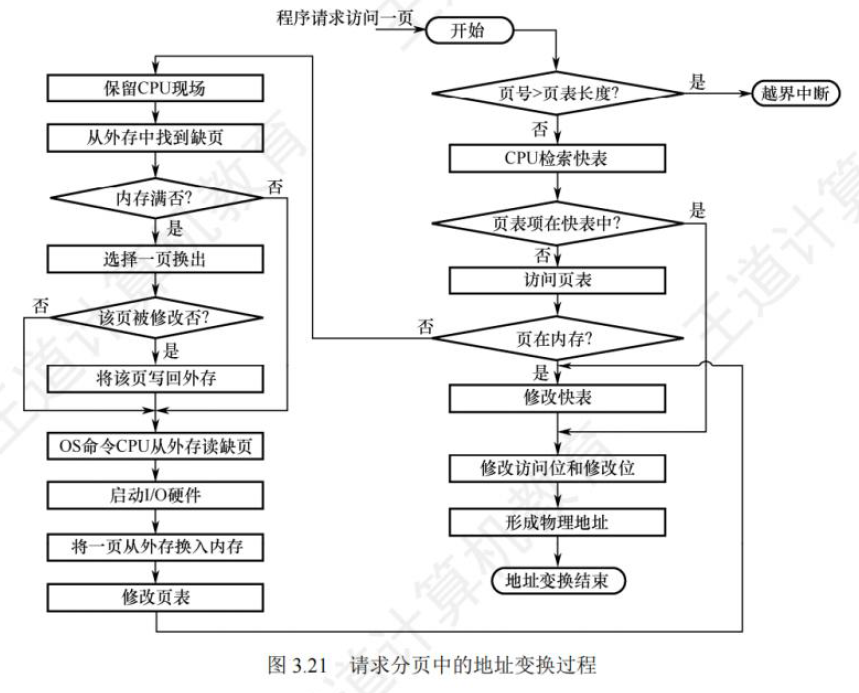 程序请求访问一页
开始
页号>页表长度?
是
越界中断
否
CPU检索快表
页表项在快表中?
是
否
访问页表
否
页在内存?
是
修改快表
修改访问位和修改位
形成物理地址
地址变换结束
保留CPU现场
从外存中找到缺页
内存满否?
否
是
选择一页换出
否
该页被修改否?
是
将该页写回外存
OS命令CPU从外存读缺页
启动I/O硬件
将一页从外存换入内存
修改页表
图 3.21 请求分页中的地址变换过程
王道计算机教育